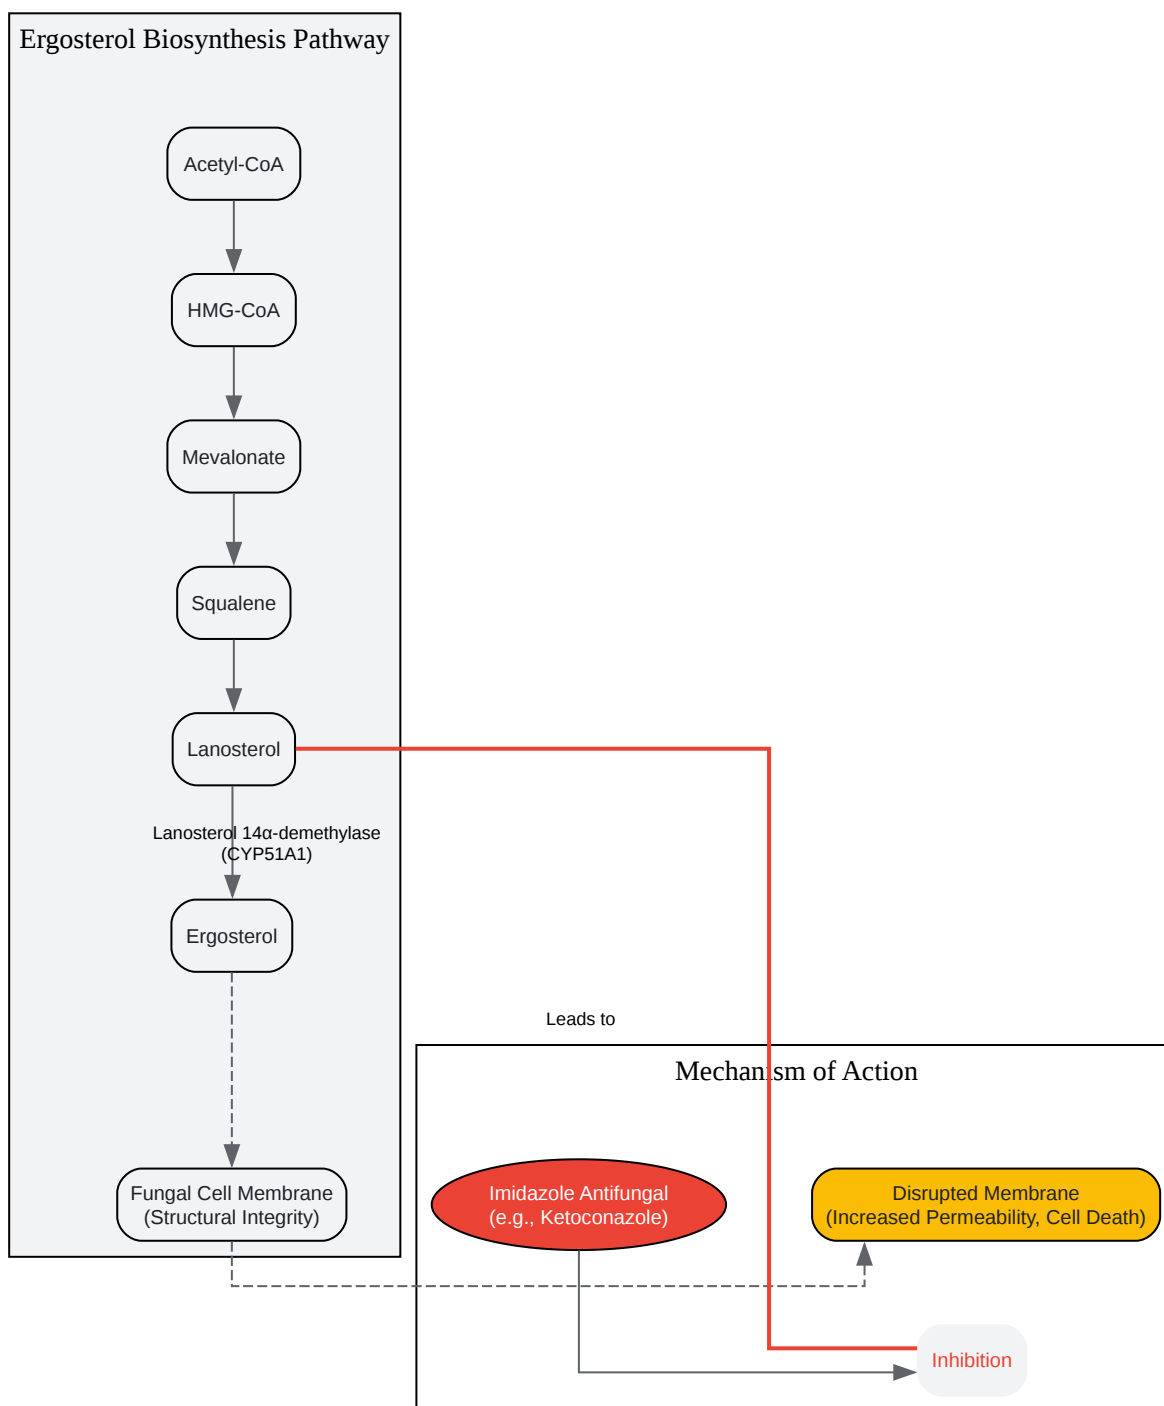 Ergosterol Biosynthesis Pathway
Acetyl-CoA
HMG-CoA
Mevalonate
Squalene
Lanosterol
Lanosterol 14α-demethylase
(CYP51A1)
Ergosterol
Leads to
Mechanism of Action
Fungal Cell Membrane
(Structural Integrity)
Imidazole Antifungal
(e.g., Ketoconazole)
Disrupted Membrane
(Increased Permeability, Cell Death)
Inhibition